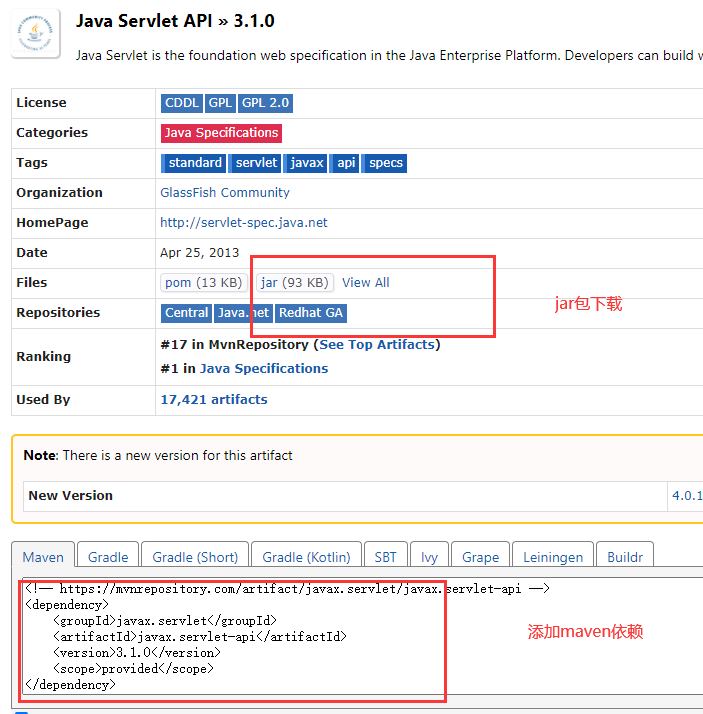 Java Servlet API » 3.1.0
Java Servlet is the foundation web specification in the Java Enterprise Platform. Developers can build
License CDDL GPL GPL 2.0
Categories Java Specifications
Tags standard servlet javax api specs
Organization GlassFish Community
HomePage http://servlet-spec.java.net
Date Apr 25, 2013
Files pom (13 KB) jar (93 KB) View All
jar包下载
Repositories Central Java.net Redhat GA
Ranking #17 in MvnRepository (See Top Artifacts)
#1 in Java Specifications
Used By 17,421 artifacts
Note: There is a new version for this artifact
New Version 4.0.1
Maven Gradle Gradle (Short) Gradle (Kotlin) SBT Ivy Grape Leiningen Buildr
<!-- https://mvnrepository.com/artifact/javax.servlet/javax.servlet-api -->
<dependency>
<groupId>javax.servlet</groupId>
<artifactId>javax.servlet-api</artifactId>
添加maven依赖
<version>3.1.0</version>
<scope>provided</scope>
</dependency>